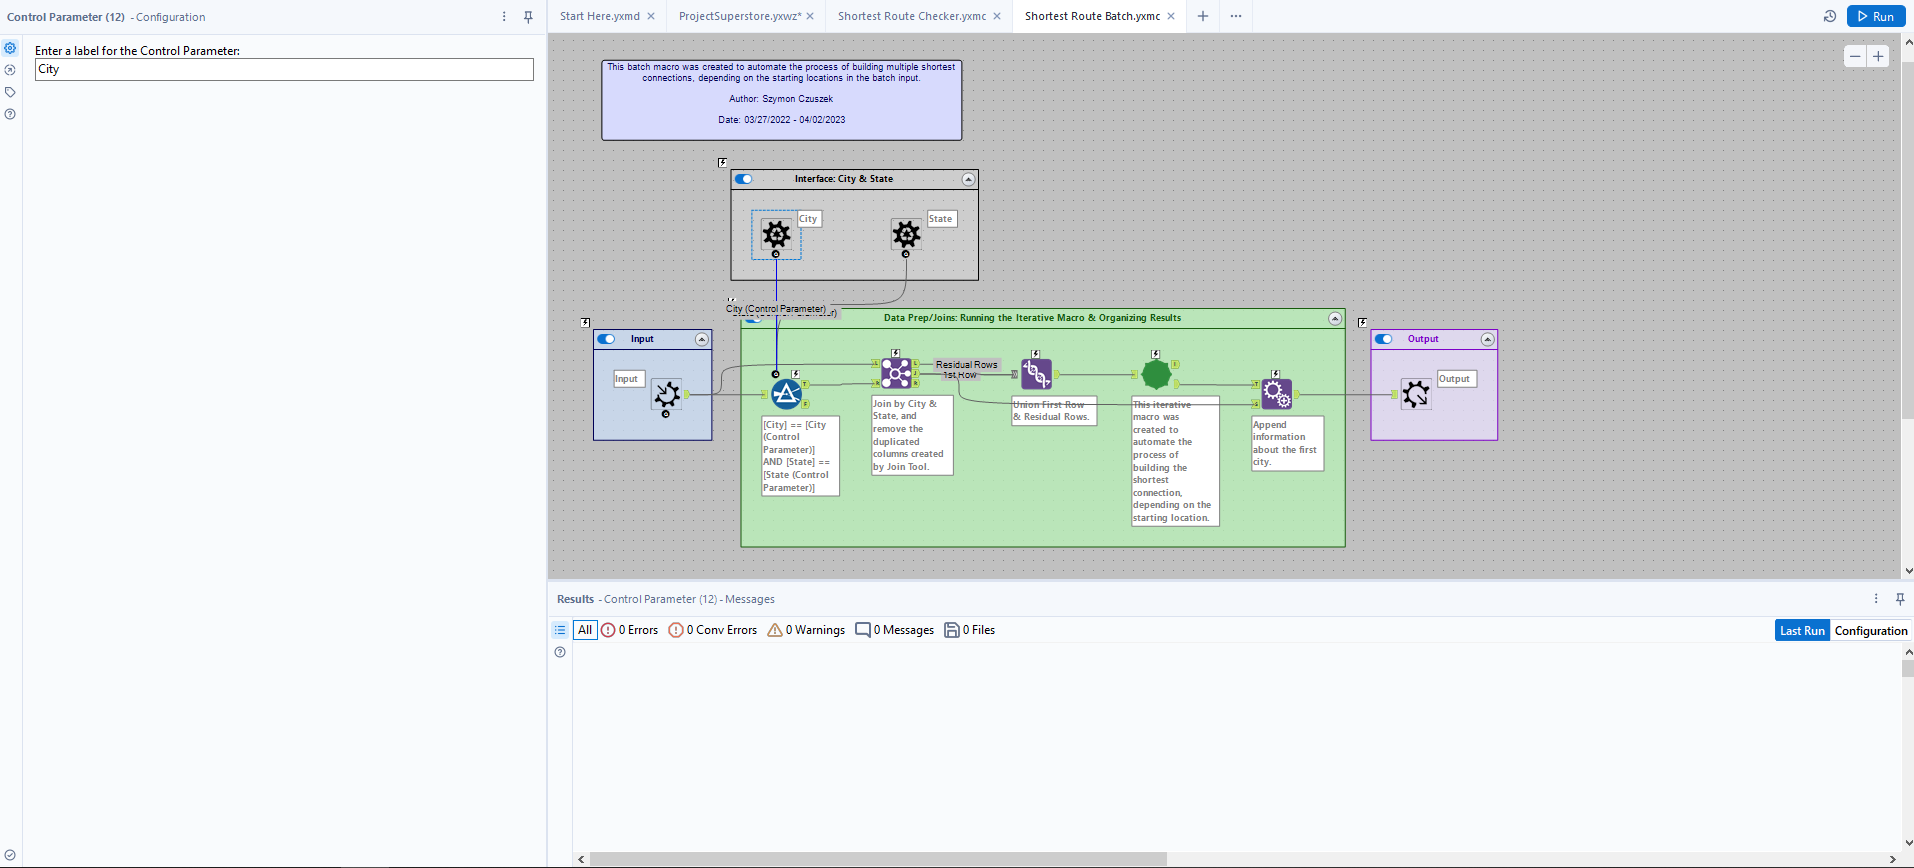 Control Parameter (12) - Configuration
Enter a label for the Control Parameter:
City
Start Here.yxmd
ProjectSuperstore.yxwz*
Shortest Route Checker.yxmc
Shortest Route Batch.yxmc
Run
This batch macro was created to automate the process of building multiple shortest
connections, depending on the starting locations in the batch input.
Author: Szymon Czuszek
Date: 03/27/2022 - 04/02/2023
Interface: City & State
City
State
City (Control Parameter)
Data Prep/Joins: Running the Iterative Macro & Organizing Results
Input
Input
[City] == [City
(Control
Parameter)]
AND [State] ==
[State (Control
Parameter)]
T
F
L
R
L
J
R
Join by City &
State, and
remove the
duplicated
columns created
by Join Tool.
Residual Rows
1st Row
Union First Row
& Residual Rows.
This iterative
macro was
created to
automate the
process of
building the
shortest
connection,
depending on the
starting location.
T
S
Append
information
about the first
city.
Output
Output
Results - Control Parameter (12) - Messages
All
0 Errors
0 Conv Errors
0 Warnings
0 Messages
0 Files
Last Run
Configuration